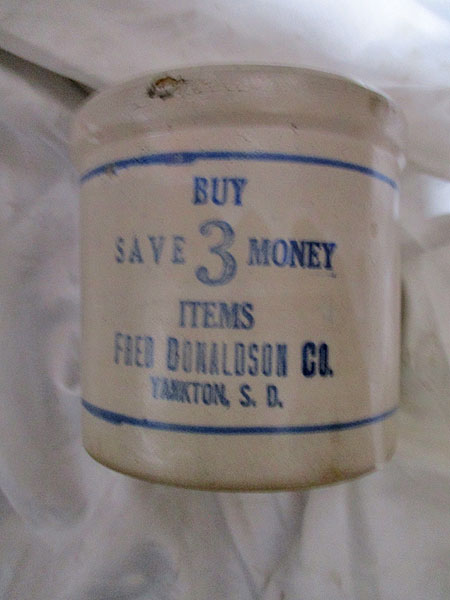 BUY
SAVE 3 MONEY
ITEMS
FRED DONALDSON CO.
YANKTON, S. D.